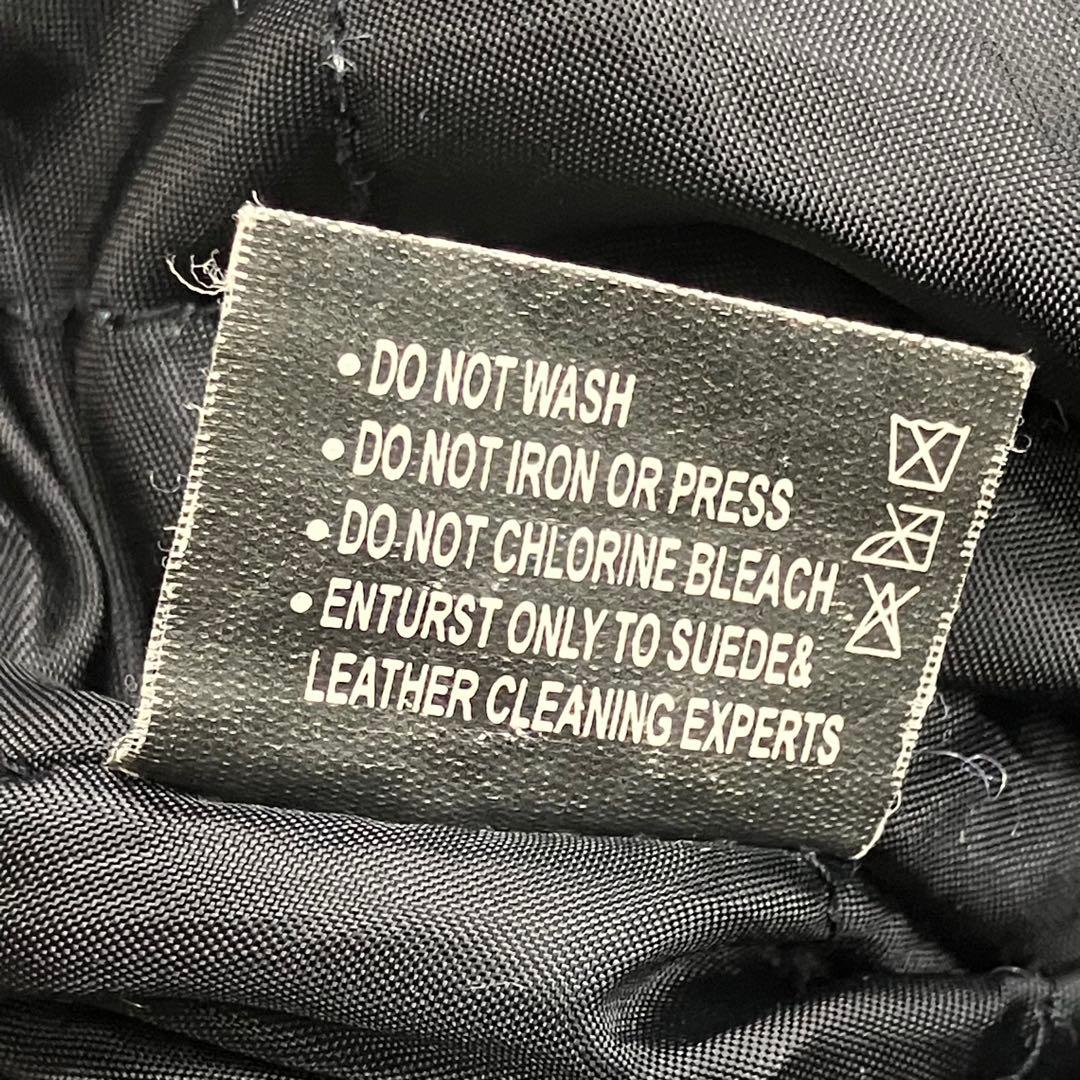 • DO NOT WASH
• DO NOT IRON OR PRESS
• DO NOT CHLORINE BLEACH
• ENTURST ONLY TO SUEDE&
LEATHER CLEANING EXPERTS